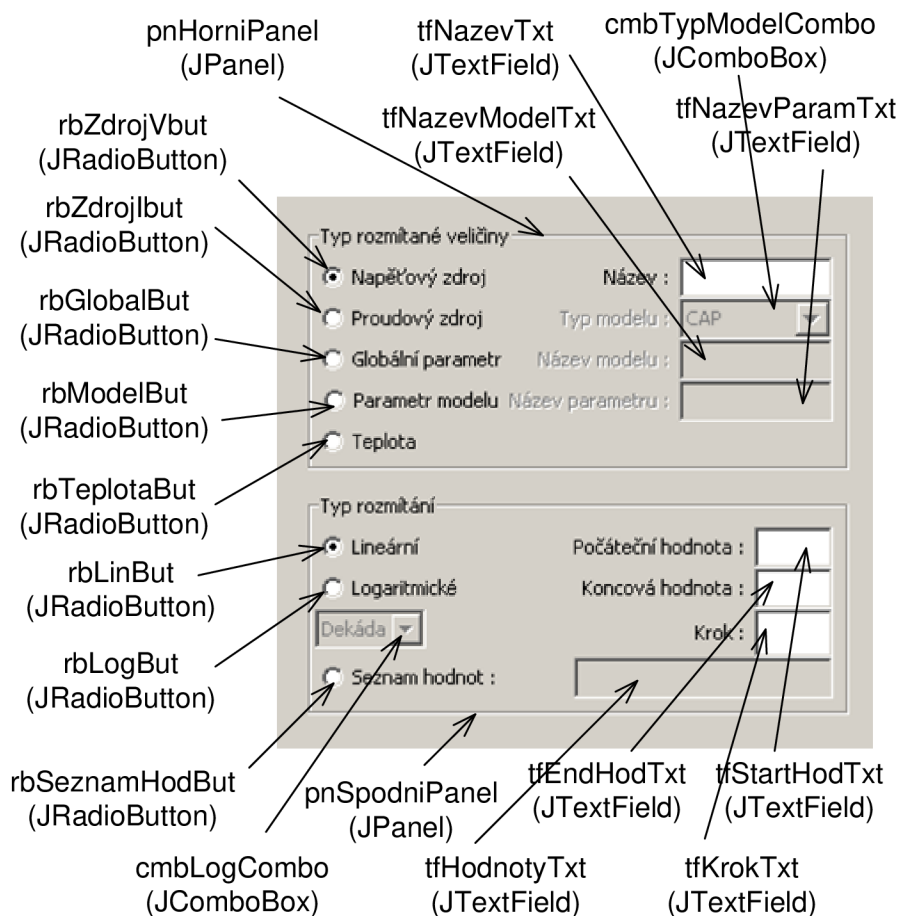 pnHorniPanel
(JPanel)
tfNazevTxt
(JTextField)
cmbTypModelCombo
(JComboBox)
tfNazevModelTxt
(JTextField)
tfNazevParamTxt
(JTextField)
rbZdrojVbut
(JRadioButton)
rbZdrojIbut
(JRadioButton)
rbGlobalBut
(JRadioButton)
rbModelBut
(JRadioButton)
rbTeplotaBut
(JRadioButton)
rbLinBut
(JRadioButton)
rbLogBut
(JRadioButton)
rbSeznamHodBut
(JRadioButton)
Typ rozmítané veličiny
Napěťový zdroj Název :
Proudový zdroj Typ modelu : CAP
Globální parametr Název modelu :
Parametr modelu Název parametru :
Teplota
Typ rozmítání
Lineární Počáteční hodnota :
Logaritmické Koncová hodnota :
Dekáda Krok :
Seznam hodnot :
pnSpodniPanel
(JPanel)
tfEndHodTxt
(JTextField)
tfStartHodTxt
(JTextField)
cmbLogCombo
(JComboBox)
tfHodnotyTxt
(JTextField)
tfKrokTxt
(JTextField)